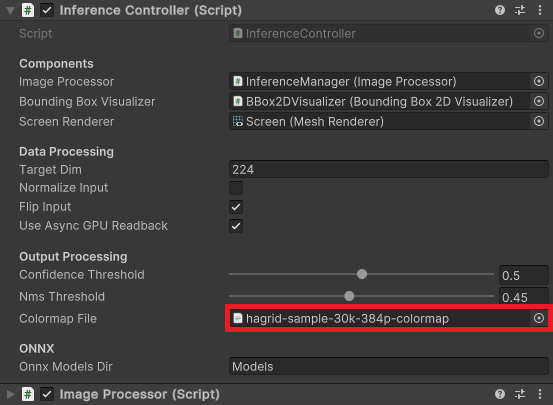 Inference Controller (Script)
Script InferenceController
Components
Image Processor InferenceManager (Image Processor)
Bounding Box Visualizer BBox2DVisualizer (Bounding Box 2D Visualizer)
Screen Renderer Screen (Mesh Renderer)
Data Processing
Target Dim 224
Normalize Input
Flip Input
Use Async GPU Readback
Output Processing
Confidence Threshold 0.5
Nms Threshold 0.45
Colormap File hagrid-sample-30k-384p-colormap
ONNX
Onnx Models Dir Models
Image Processor (Script)